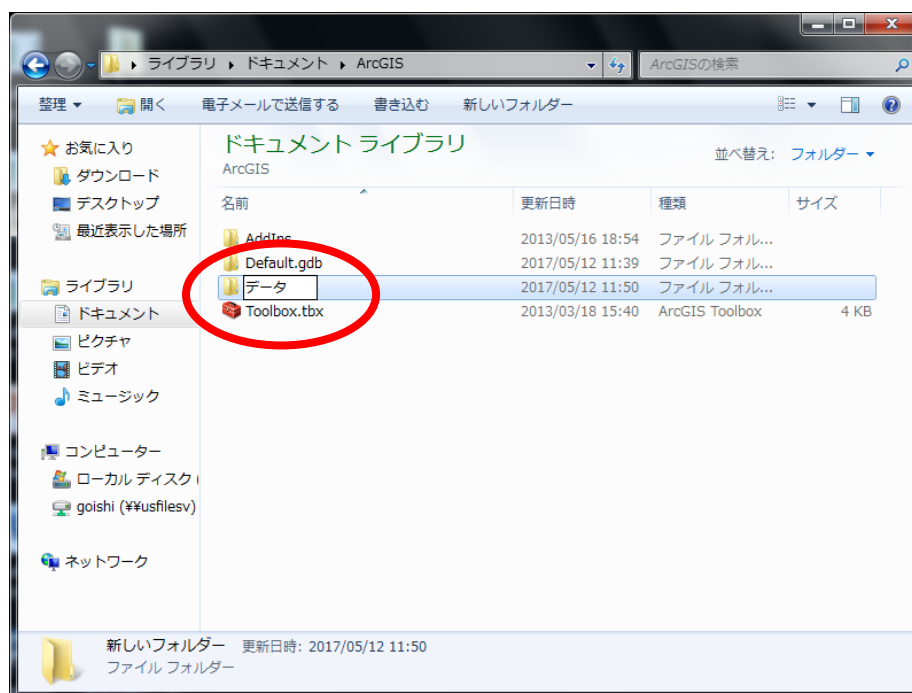 ライブラリ ドキュメント ArcGIS
ArcGISの検索
整理 開く 電子メールで送信する 書き込む 新しいフォルダー
お気に入り
ダウンロード
デスクトップ
最近表示した場所
ライブラリ
ドキュメント
ピクチャ
ビデオ
ミュージック
コンピューター
ローカル ディスク (
goishi (¥¥usfilesv)
ネットワーク
ドキュメント ライブラリ
ArcGIS
並べ替え: フォルダー
名前 更新日時 種類 サイズ
AddIns 2013/05/16 18:54 ファイル フォル...
Default.gdb 2017/05/12 11:39 ファイル フォル...
データ 2017/05/12 11:50 ファイル フォル...
Toolbox.tbx 2013/03/18 15:40 ArcGIS Toolbox 4 KB
新しいフォルダー 更新日時: 2017/05/12 11:50
ファイル フォルダー